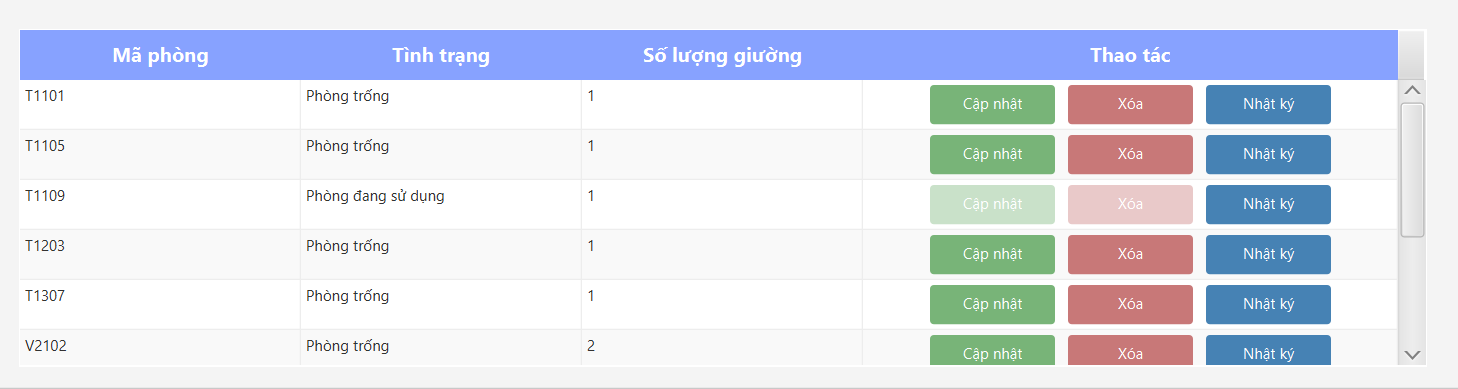 Mã phòng Tình trạng Số lượng giường Thao tác
T1101 Phòng trống 1 Cập nhật Xóa Nhật ký
T1105 Phòng trống 1 Cập nhật Xóa Nhật ký
T1109 Phòng đang sử dụng 1 Cập nhật Xóa Nhật ký
T1203 Phòng trống 1 Cập nhật Xóa Nhật ký
T1307 Phòng trống 1 Cập nhật Xóa Nhật ký
V2102 Phòng trống 2 Cập nhật Xóa Nhật ký